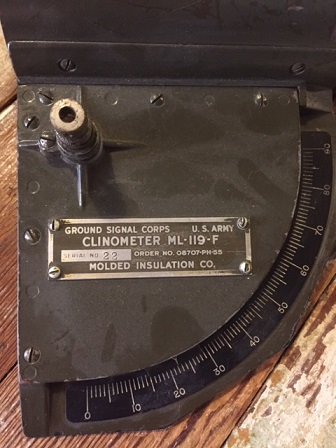 GROUND SIGNAL CORPS U.S. ARMY
CLINOMETER ML-119-F
SERIAL NO 22 ORDER NO. 08707-PH-55
MOLDED INSULATION CO.
0 10 20 30 40 50 60 70 80